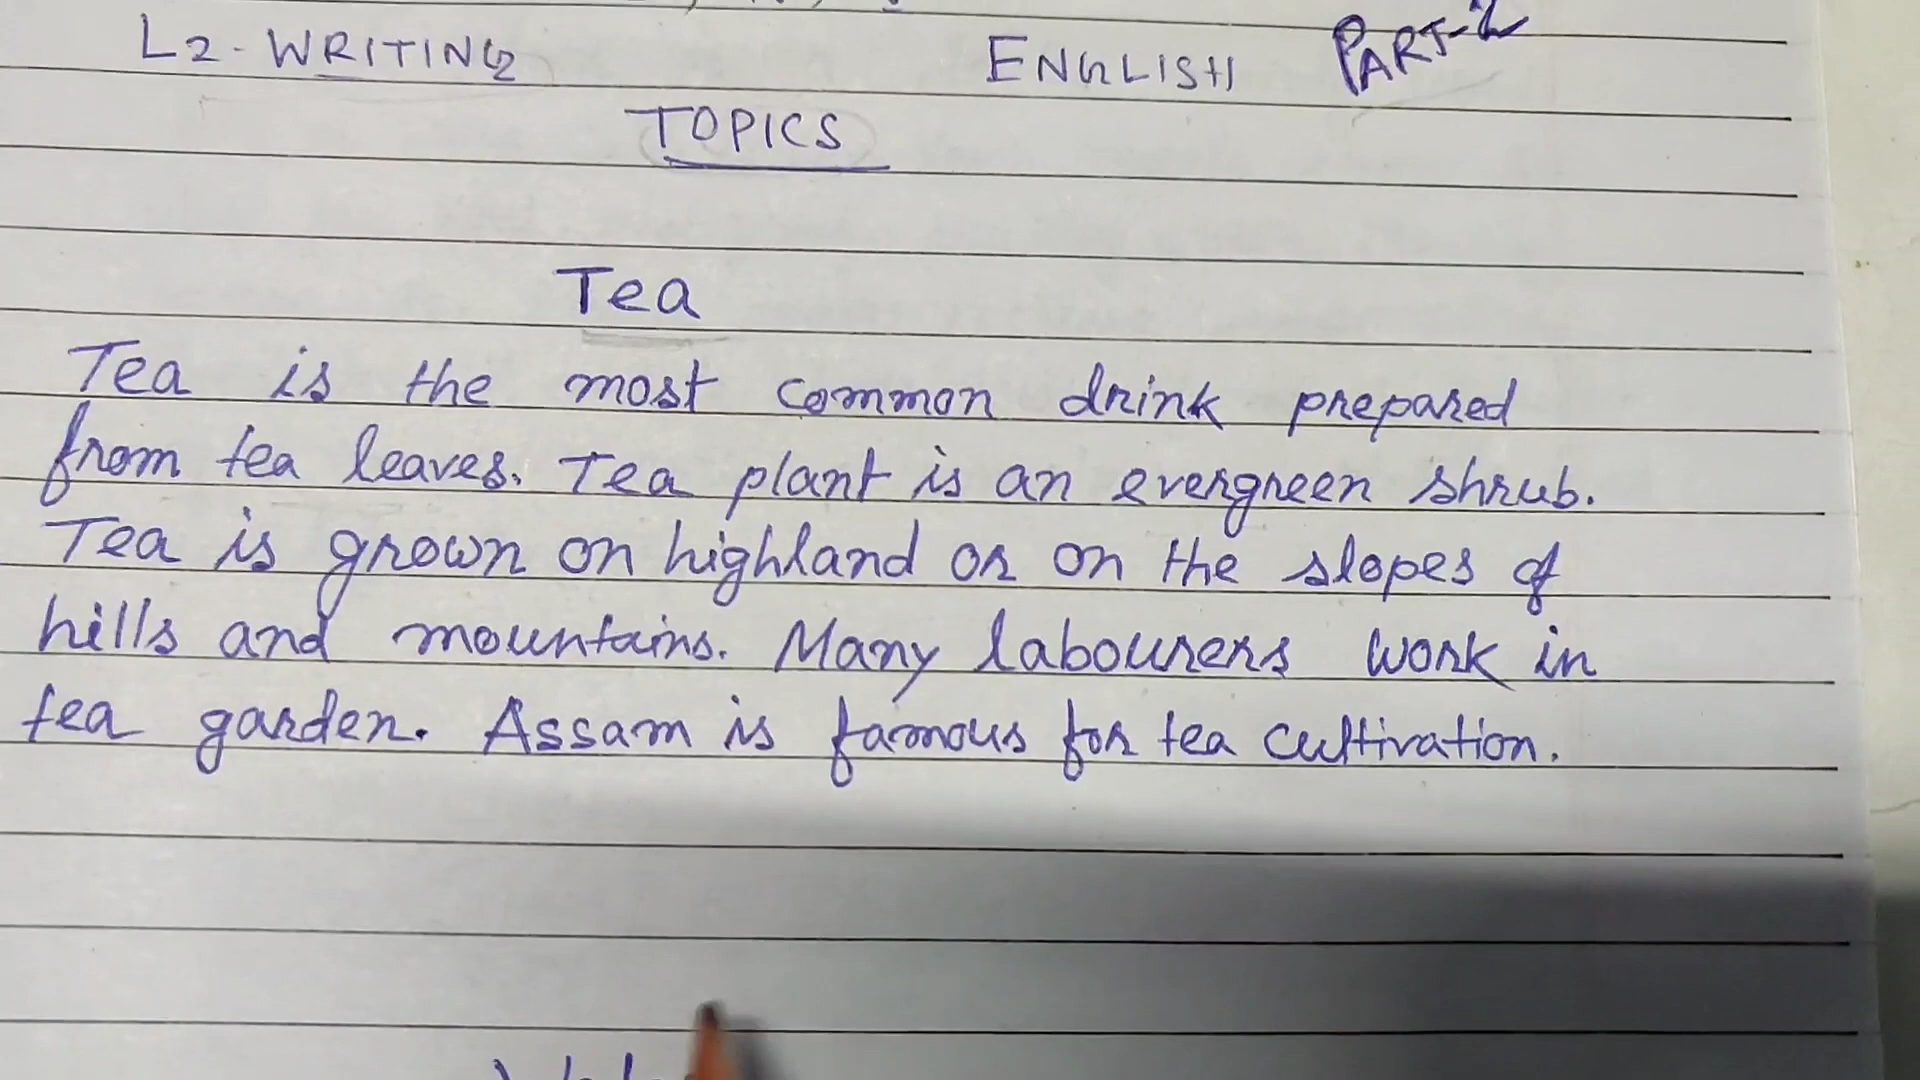 L2-WRITING ENGLISH PART-2
TOPICS
Tea
Tea is the most common drink prepared
from tea leaves. Tea plant is an evergreen shrub.
Tea is grown on highland or on the slopes of
hills and mountains. Many labourers work in
tea garden. Assam is famous for tea cultivation.